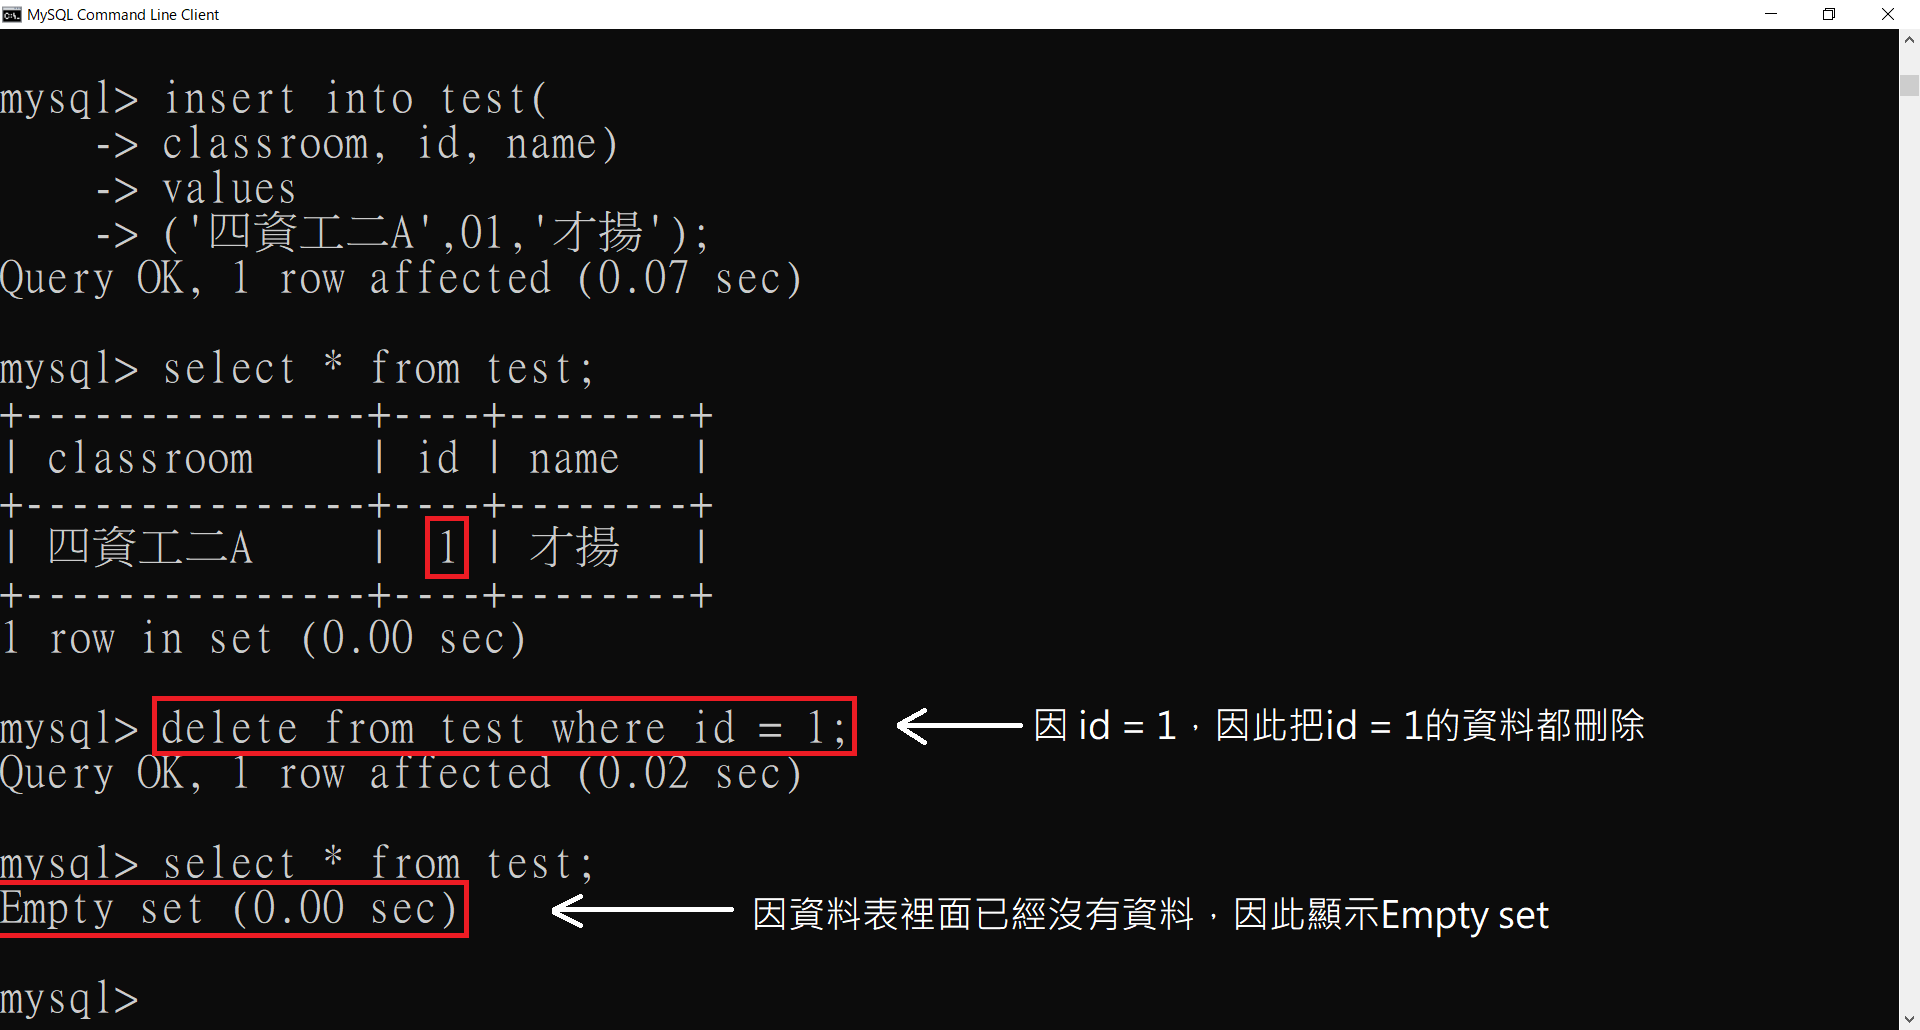 MySQL Command Line Client
mysql> insert into test(
    -> classroom, id, name)
    -> values
    -> ('四資工二A',01,'才揚');
Query OK, 1 row affected (0.07 sec)
mysql> select * from test;
+---------------+----+--------+
| classroom     | id | name   |
+---------------+----+--------+
| 四資工二A     |  1 | 才揚   |
+---------------+----+--------+
1 row in set (0.00 sec)
mysql> delete from test where id = 1; 因 id = 1，因此把id = 1的資料都刪除
Query OK, 1 row affected (0.02 sec)
mysql> select * from test;
Empty set (0.00 sec) 因資料表裡面已經沒有資料，因此顯示Empty set
mysql>